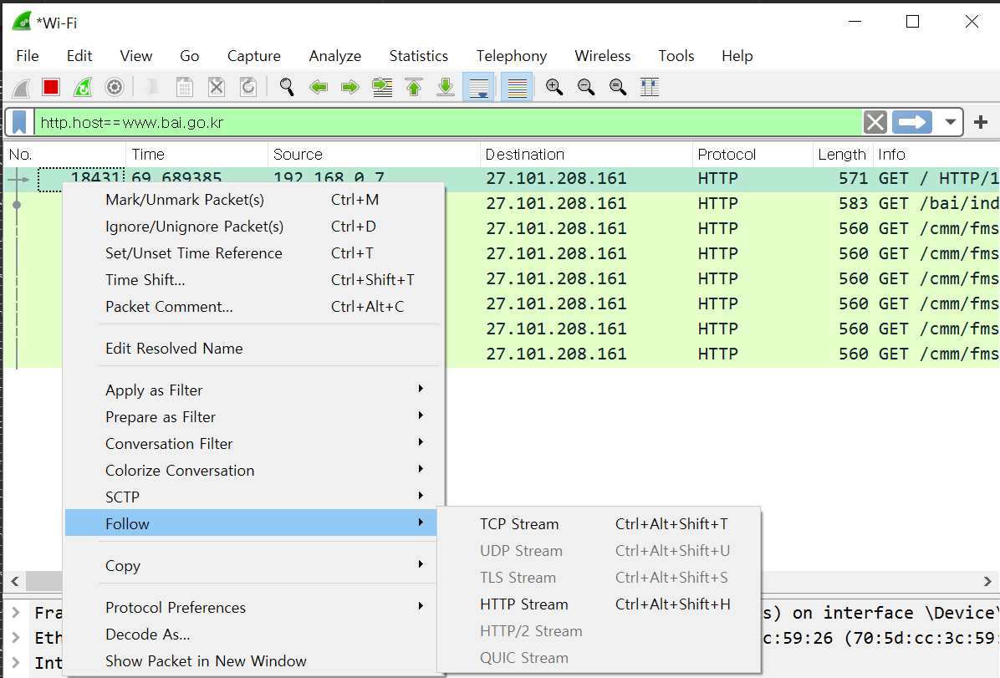 *Wi-Fi
File Edit View Go Capture Analyze Statistics Telephony Wireless Tools Help
http.host==www.bai.go.kr
No. Time Source Destination Protocol Length Info
18431 69.689385 192.168.0.7 27.101.208.161 HTTP 571 GET / HTTP/1
27.101.208.161 HTTP 583 GET /bai/ind
27.101.208.161 HTTP 560 GET /cmm/fms
27.101.208.161 HTTP 560 GET /cmm/fms
27.101.208.161 HTTP 560 GET /cmm/fms
27.101.208.161 HTTP 560 GET /cmm/fms
27.101.208.161 HTTP 560 GET /cmm/fms
27.101.208.161 HTTP 560 GET /cmm/fms
Mark/Unmark Packet(s) Ctrl+M
Ignore/Unignore Packet(s) Ctrl+D
Set/Unset Time Reference Ctrl+T
Time Shift... Ctrl+Shift+T
Packet Comment... Ctrl+Alt+C
Edit Resolved Name
Apply as Filter
Prepare as Filter
Conversation Filter
Colorize Conversation
SCTP
Follow
Copy
Protocol Preferences
Decode As...
Show Packet in New Window
TCP Stream Ctrl+Alt+Shift+T
UDP Stream Ctrl+Alt+Shift+U
TLS Stream Ctrl+Alt+Shift+S
HTTP Stream Ctrl+Alt+Shift+H
HTTP/2 Stream
QUIC Stream
Fra s) on interface \Device\
Eth c:59:26 (70:5d:cc:3c:59:
Int